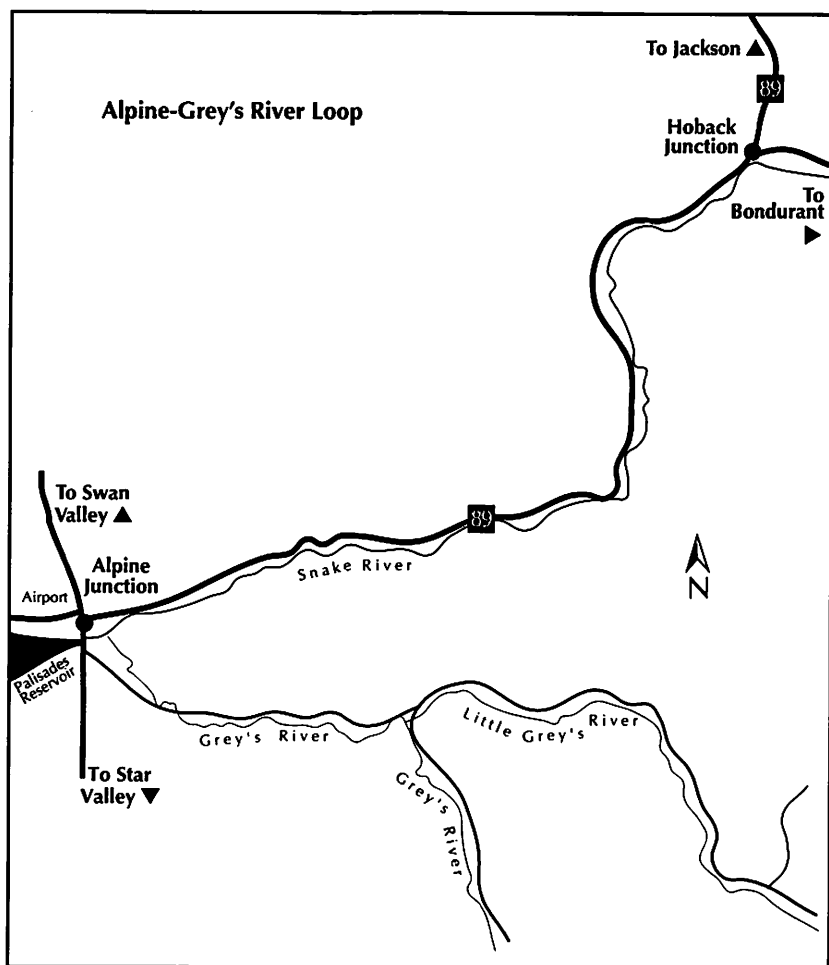 To Jackson ▲
89
Alpine-Grey's River Loop
Hoback
Junction
To
Bondurant
▶
To Swan
Valley ▲
89
Alpine
Junction
Snake River
N
Airport
Palisades
Reservoir
Grey's River
Little Grey's River
To Star
Valley ▼
Grey's
River